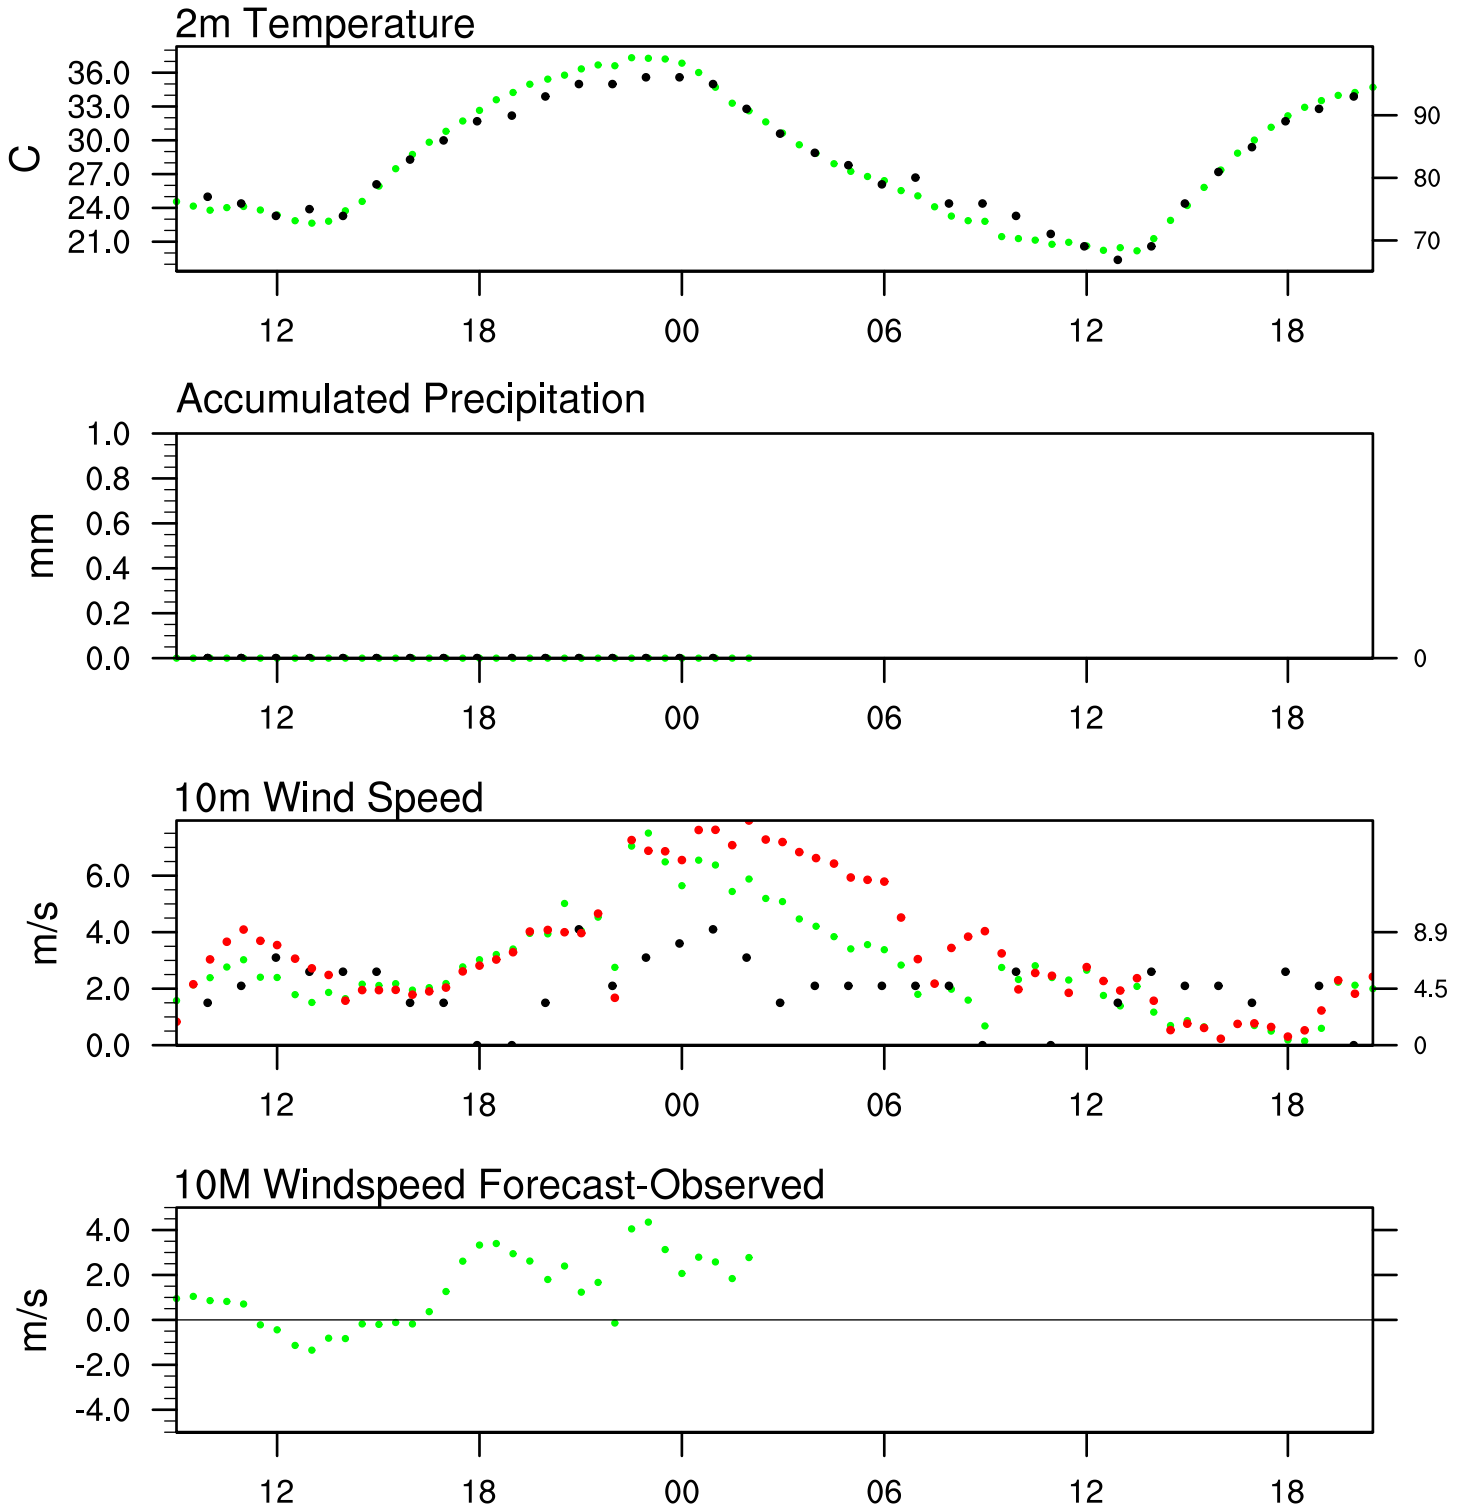 2m Temperature
36.0
33.0
30.0
27.0
24.0
21.0
C
90
80
70
12 18 00 06 12 18
Accumulated Precipitation
1.0
0.8
0.6
0.4
0.2
0.0
mm
0
12 18 00 06 12 18
10m Wind Speed
6.0
4.0
2.0
0.0
m/s
8.9
4.5
0
12 18 00 06 12 18
10M Windspeed Forecast-Observed
4.0
2.0
0.0
-2.0
-4.0
m/s
12 18 00 06 12 18